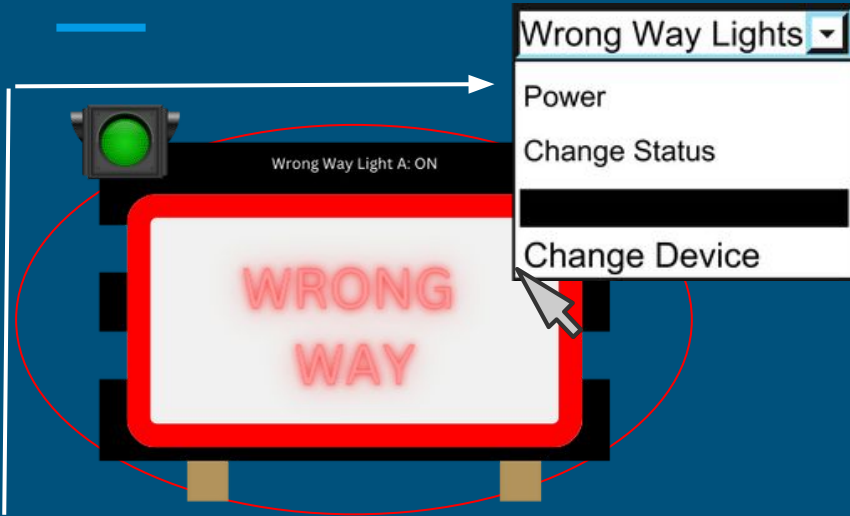 Wrong Way Lights
Power
Change Status
Change Device
Wrong Way Light A: ON
WRONG
WAY